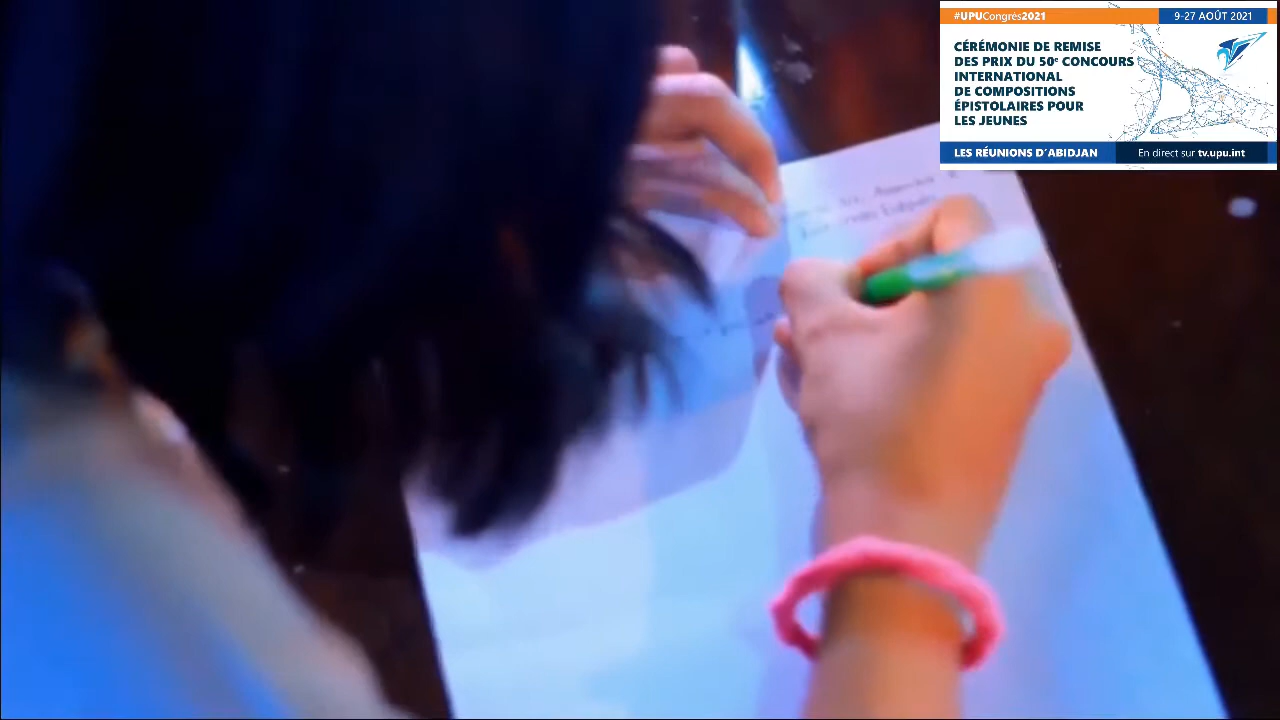 #UPUCongrès2021
9-27 AOÛT 2021
CÉRÉMONIE DE REMISE
DES PRIX DU 50e CONCOURS
INTERNATIONAL
DE COMPOSITIONS
ÉPISTOLAIRES POUR
LES JEUNES
LES RÉUNIONS D'ABIDJAN
En direct sur tv.upu.int